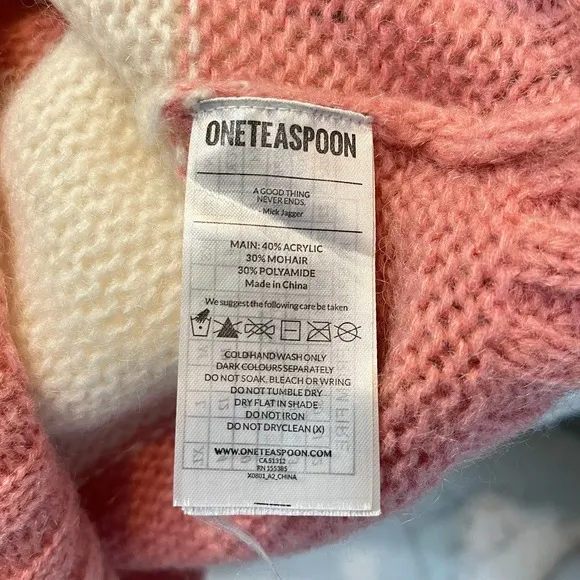 ONETEASPOON
A GOOD THING
NEVER ENDS.
- Mick Jagger
MAIN: 40% ACRYLIC
30% MOHAIR
30% POLYAMIDE
Made in China
We suggest the following care be taken
COLD HAND WASH ONLY
DARK COLOURS SEPARATELY
DO NOT SOAK, BLEACH OR WRING
DO NOT TUMBLE DRY
DRY FLAT IN SHADE
DO NOT IRON
DO NOT DRYCLEAN (X)
WWW.ONETEASPOON.COM
CA 51312
RN 155385
X0801_A2_CHINA